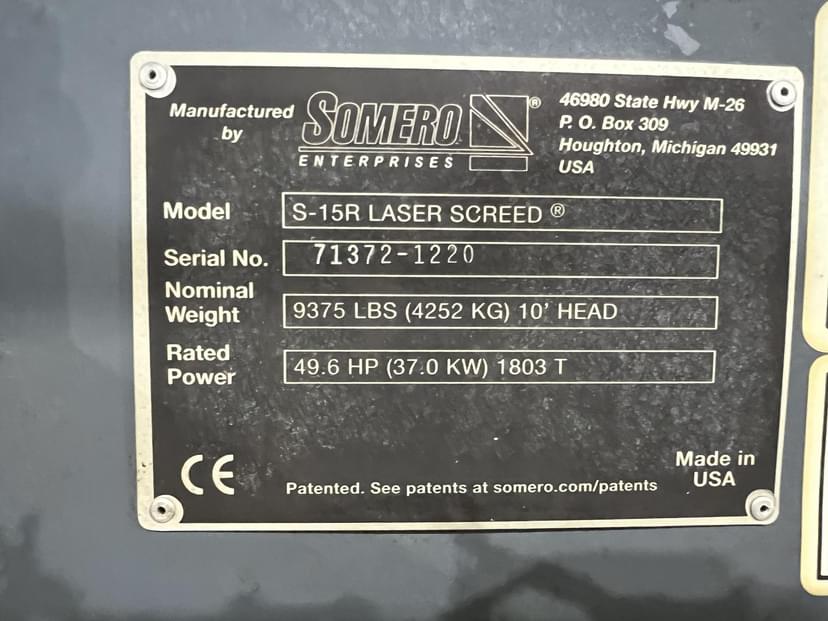 Manufactured by
SOMERO®
ENTERPRISES
46980 State Hwy M-26
P. O. Box 309
Houghton, Michigan 49931
USA
Model S-15R LASER SCREED ®
Serial No. 71372-1220
Nominal Weight 9375 LBS (4252 KG) 10' HEAD
Rated Power 49.6 HP (37.0 KW) 1803 T
CE
Patented. See patents at somero.com/patents
Made in
USA